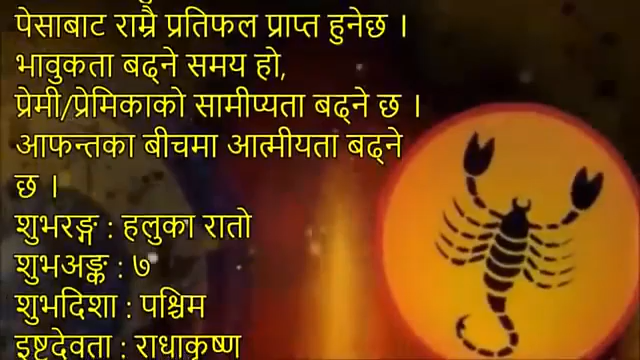 पेसाबाट राम्रै प्रतिफल प्राप्त हुनेछ ।
भावुकता बढ्ने समय हो,
प्रेमी/प्रेमिकाको सामीप्यता बढ्ने छ ।
आफन्तका बीचमा आत्मीयता बढ्ने
छ ।
शुभरङ्ग : हलुका रातो
शुभअङ्क : ७
शुभदिशा : पश्चिम
इष्टदेवता : राधाकृष्ण